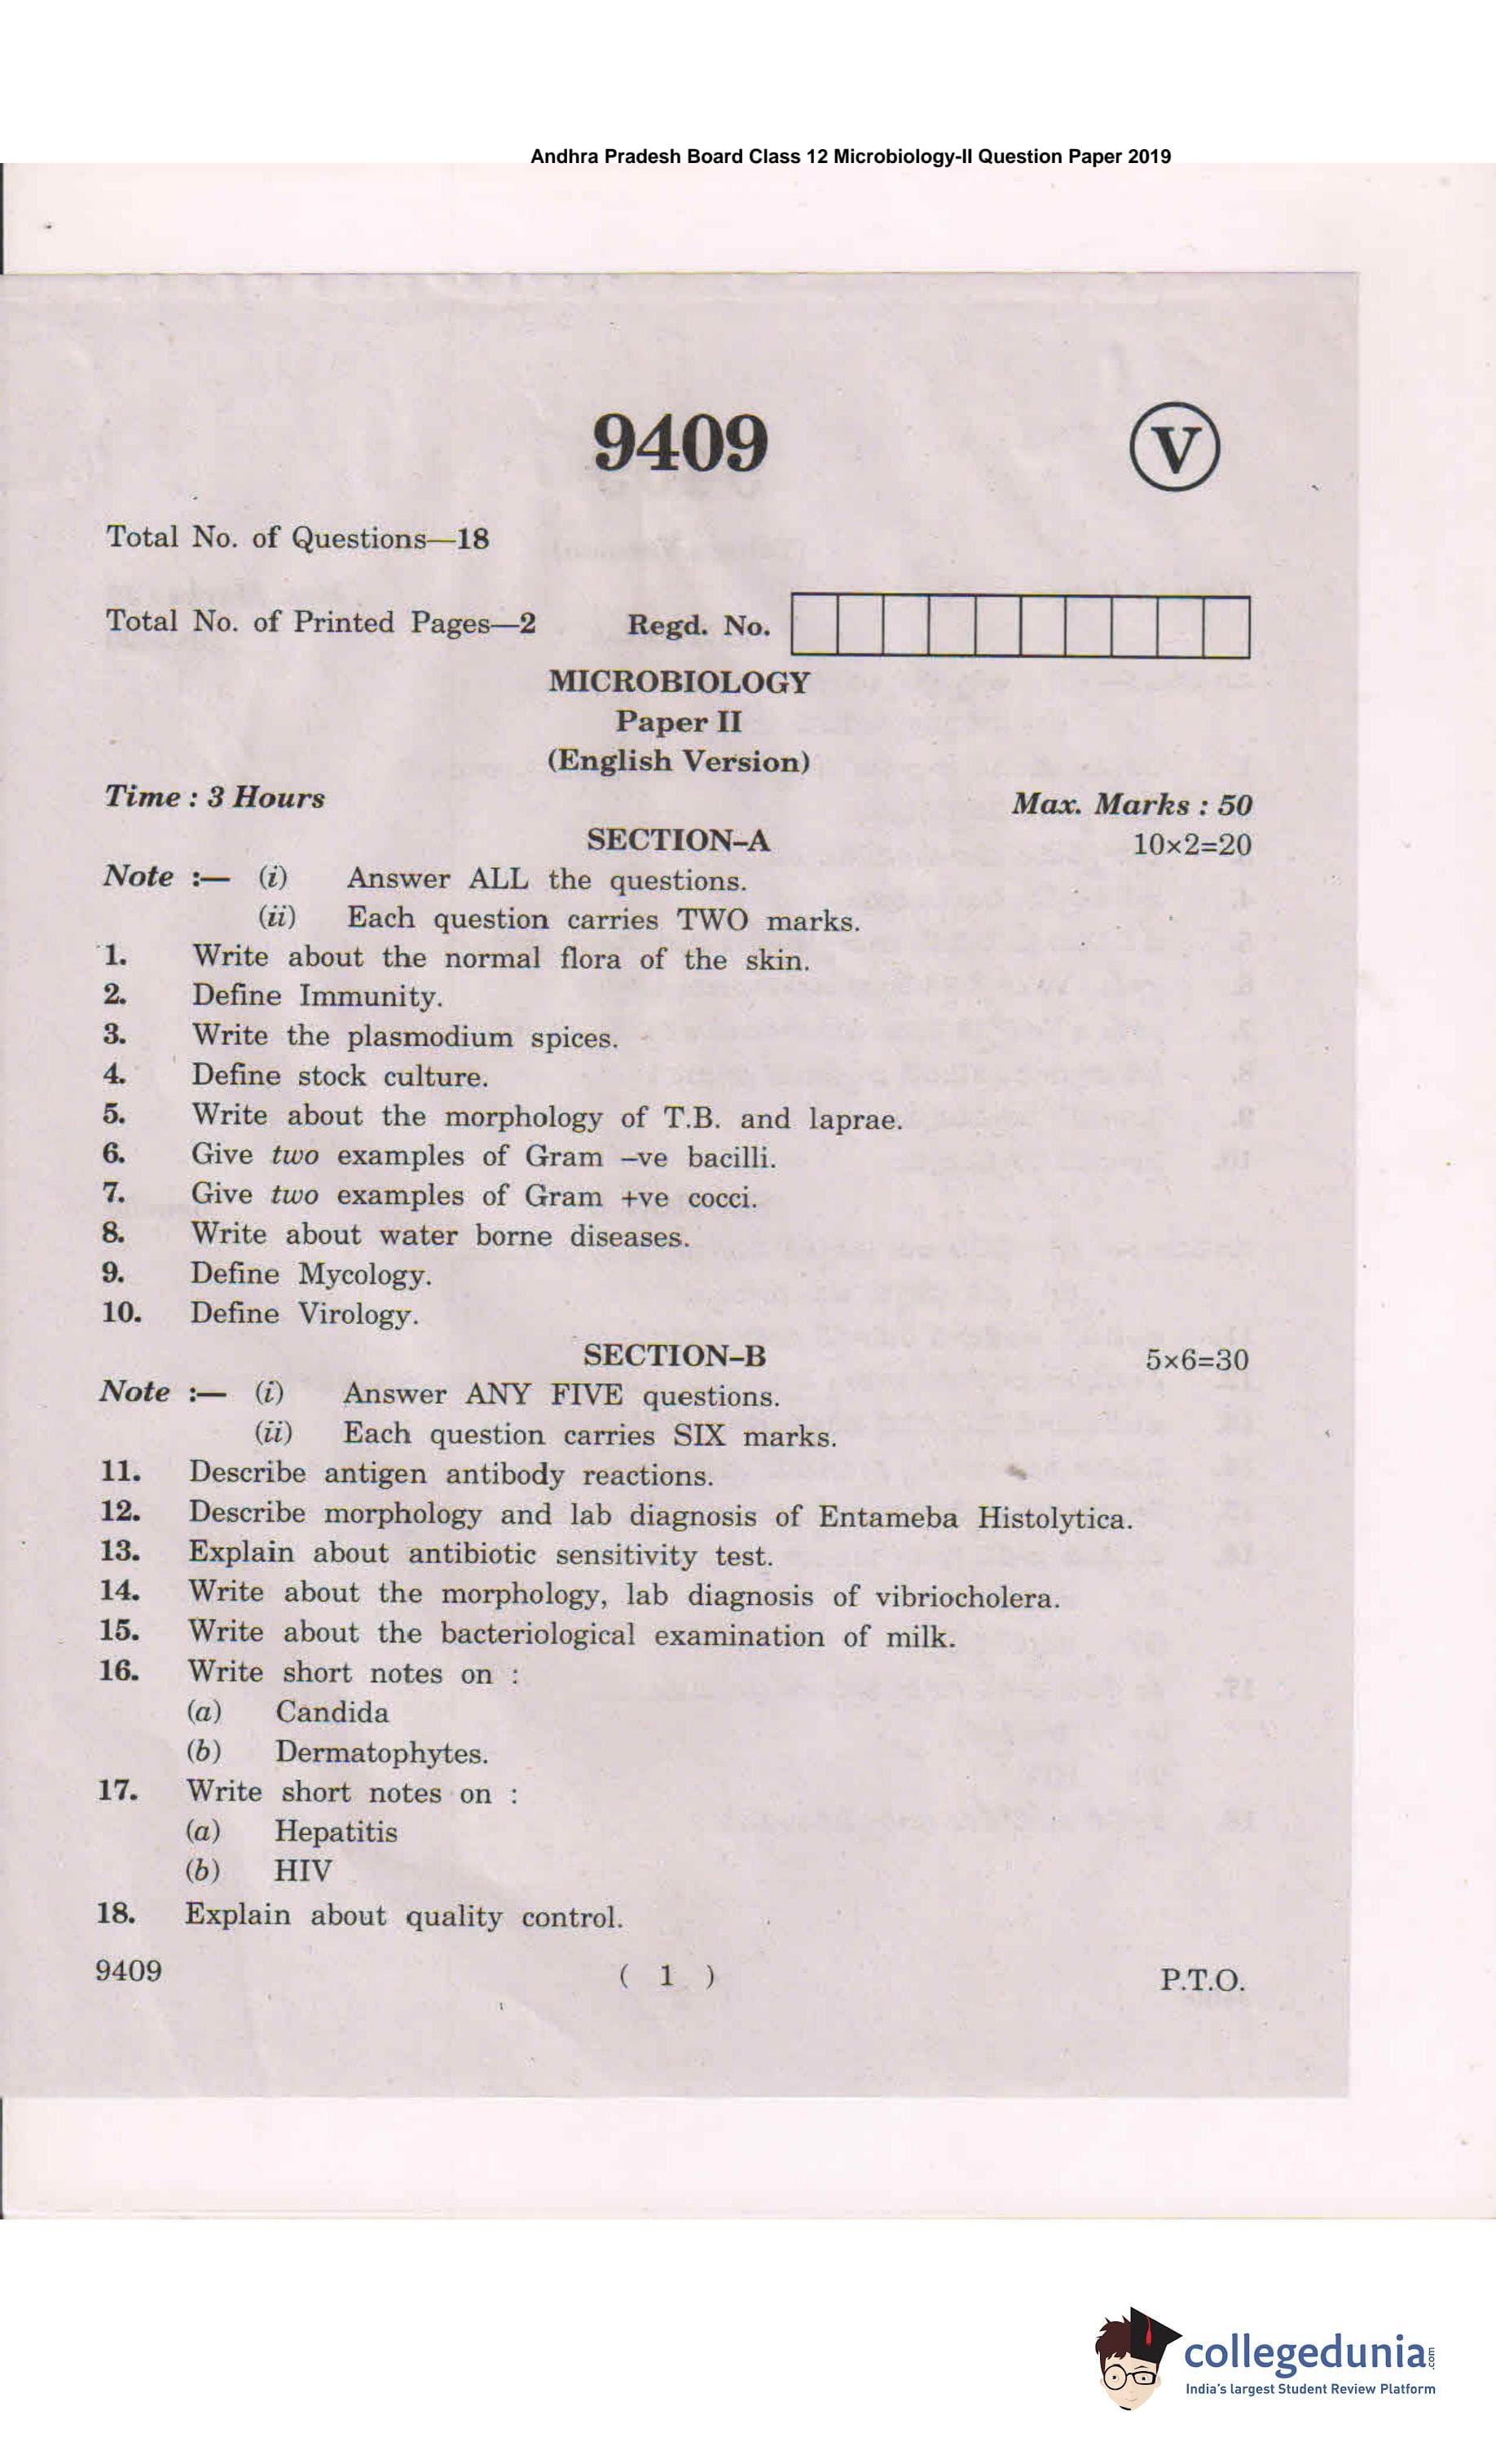 Andhra Pradesh Board Class 12 Microbiology-II Question Paper 2019
9409
V
Total No. of Questions—18
Total No. of Printed Pages—2 Regd. No.
MICROBIOLOGY
Paper II
(English Version)
Time : 3 Hours
Max. Marks : 50
SECTION–A 10×2=20
Note :— (i) Answer ALL the questions.
(ii) Each question carries TWO marks.
1. Write about the normal flora of the skin.
2. Define Immunity.
3. Write the plasmodium spices.
4. Define stock culture.
5. Write about the morphology of T.B. and laprae.
6. Give two examples of Gram –ve bacilli.
7. Give two examples of Gram +ve cocci.
8. Write about water borne diseases.
9. Define Mycology.
10. Define Virology.
SECTION–B 5×6=30
Note :— (i) Answer ANY FIVE questions.
(ii) Each question carries SIX marks.
11. Describe antigen antibody reactions.
12. Describe morphology and lab diagnosis of Entameba Histolytica.
13. Explain about antibiotic sensitivity test.
14. Write about the morphology, lab diagnosis of vibriocholera.
15. Write about the bacteriological examination of milk.
16. Write short notes on :
(a) Candida
(b) Dermatophytes.
17. Write short notes on :
(a) Hepatitis
(b) HIV
18. Explain about quality control.
9409 ( 1 ) P.T.O.
collegedunia.com
India's largest Student Review Platform